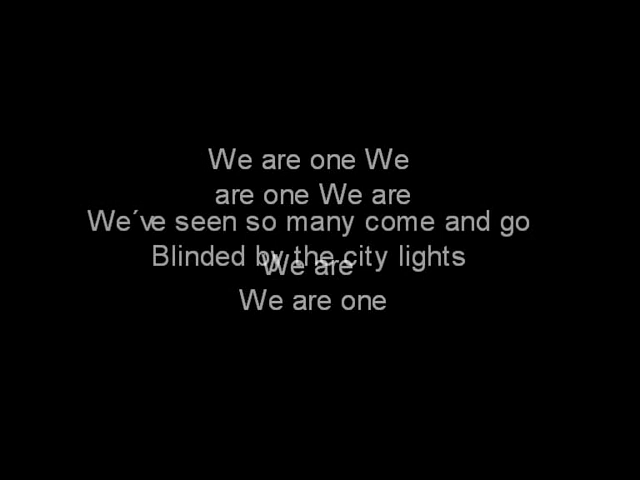 We are one We
are one We are
We´ve seen so many come and go
Blinded by the city lights
We are
We are one